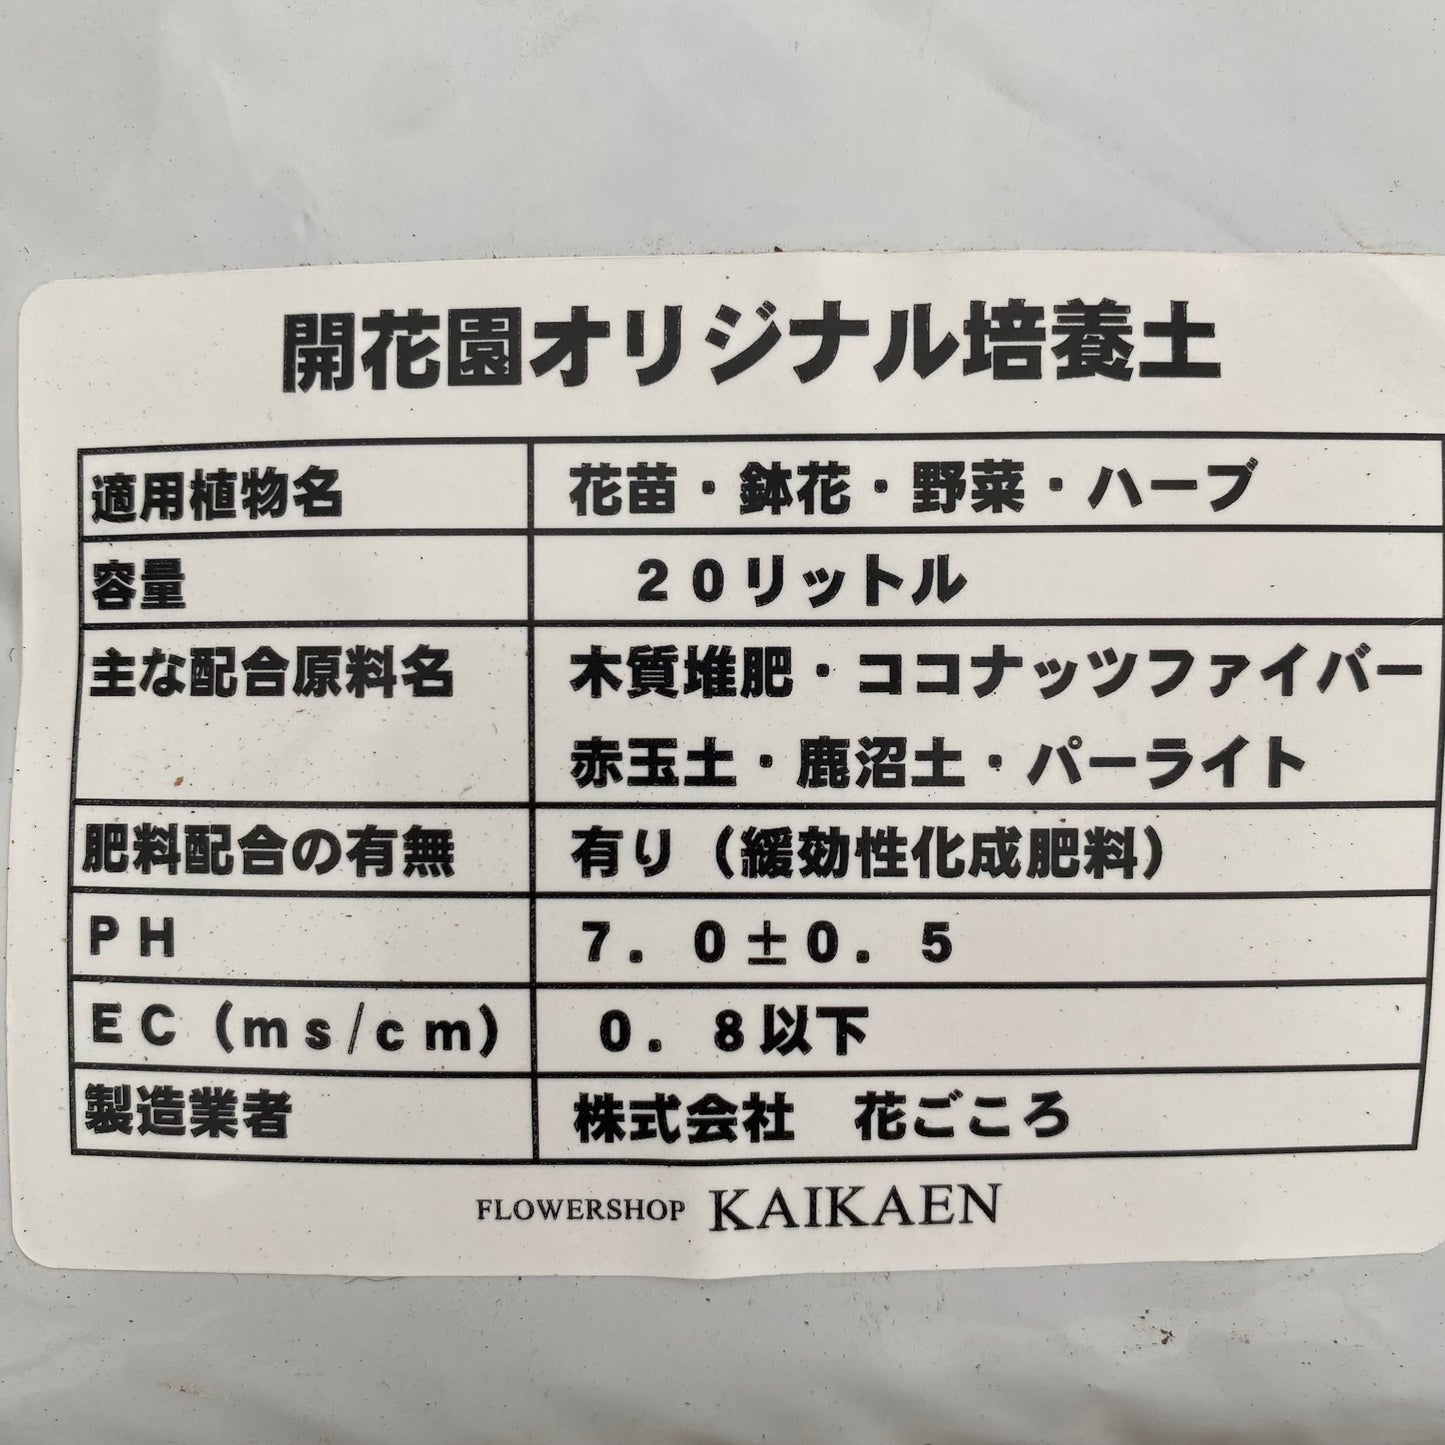 開花園オリジナル培養土
適用植物名 花苗・鉢花・野菜・ハーブ
容量 20リットル
主な配合原料名 木質堆肥・ココナッツファイバー
赤玉土・鹿沼土・パーライト
肥料配合の有無 有り（緩効性化成肥料）
PH 7.0±0.5
EC(ms/cm) 0.8以下
製造業者 株式会社 花ごころ
FLOWERSHOP KAIKAEN